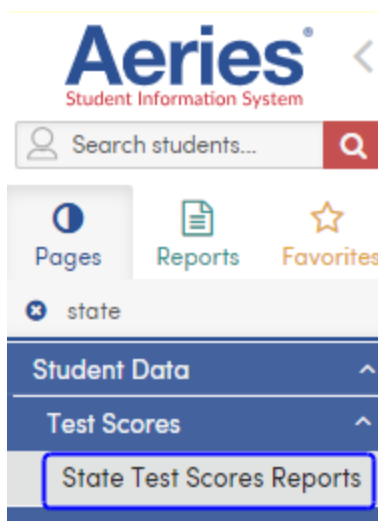 Aeries
Student Information System
Search students...
Pages Reports Favorites
state
Student Data
Test Scores
State Test Scores Reports